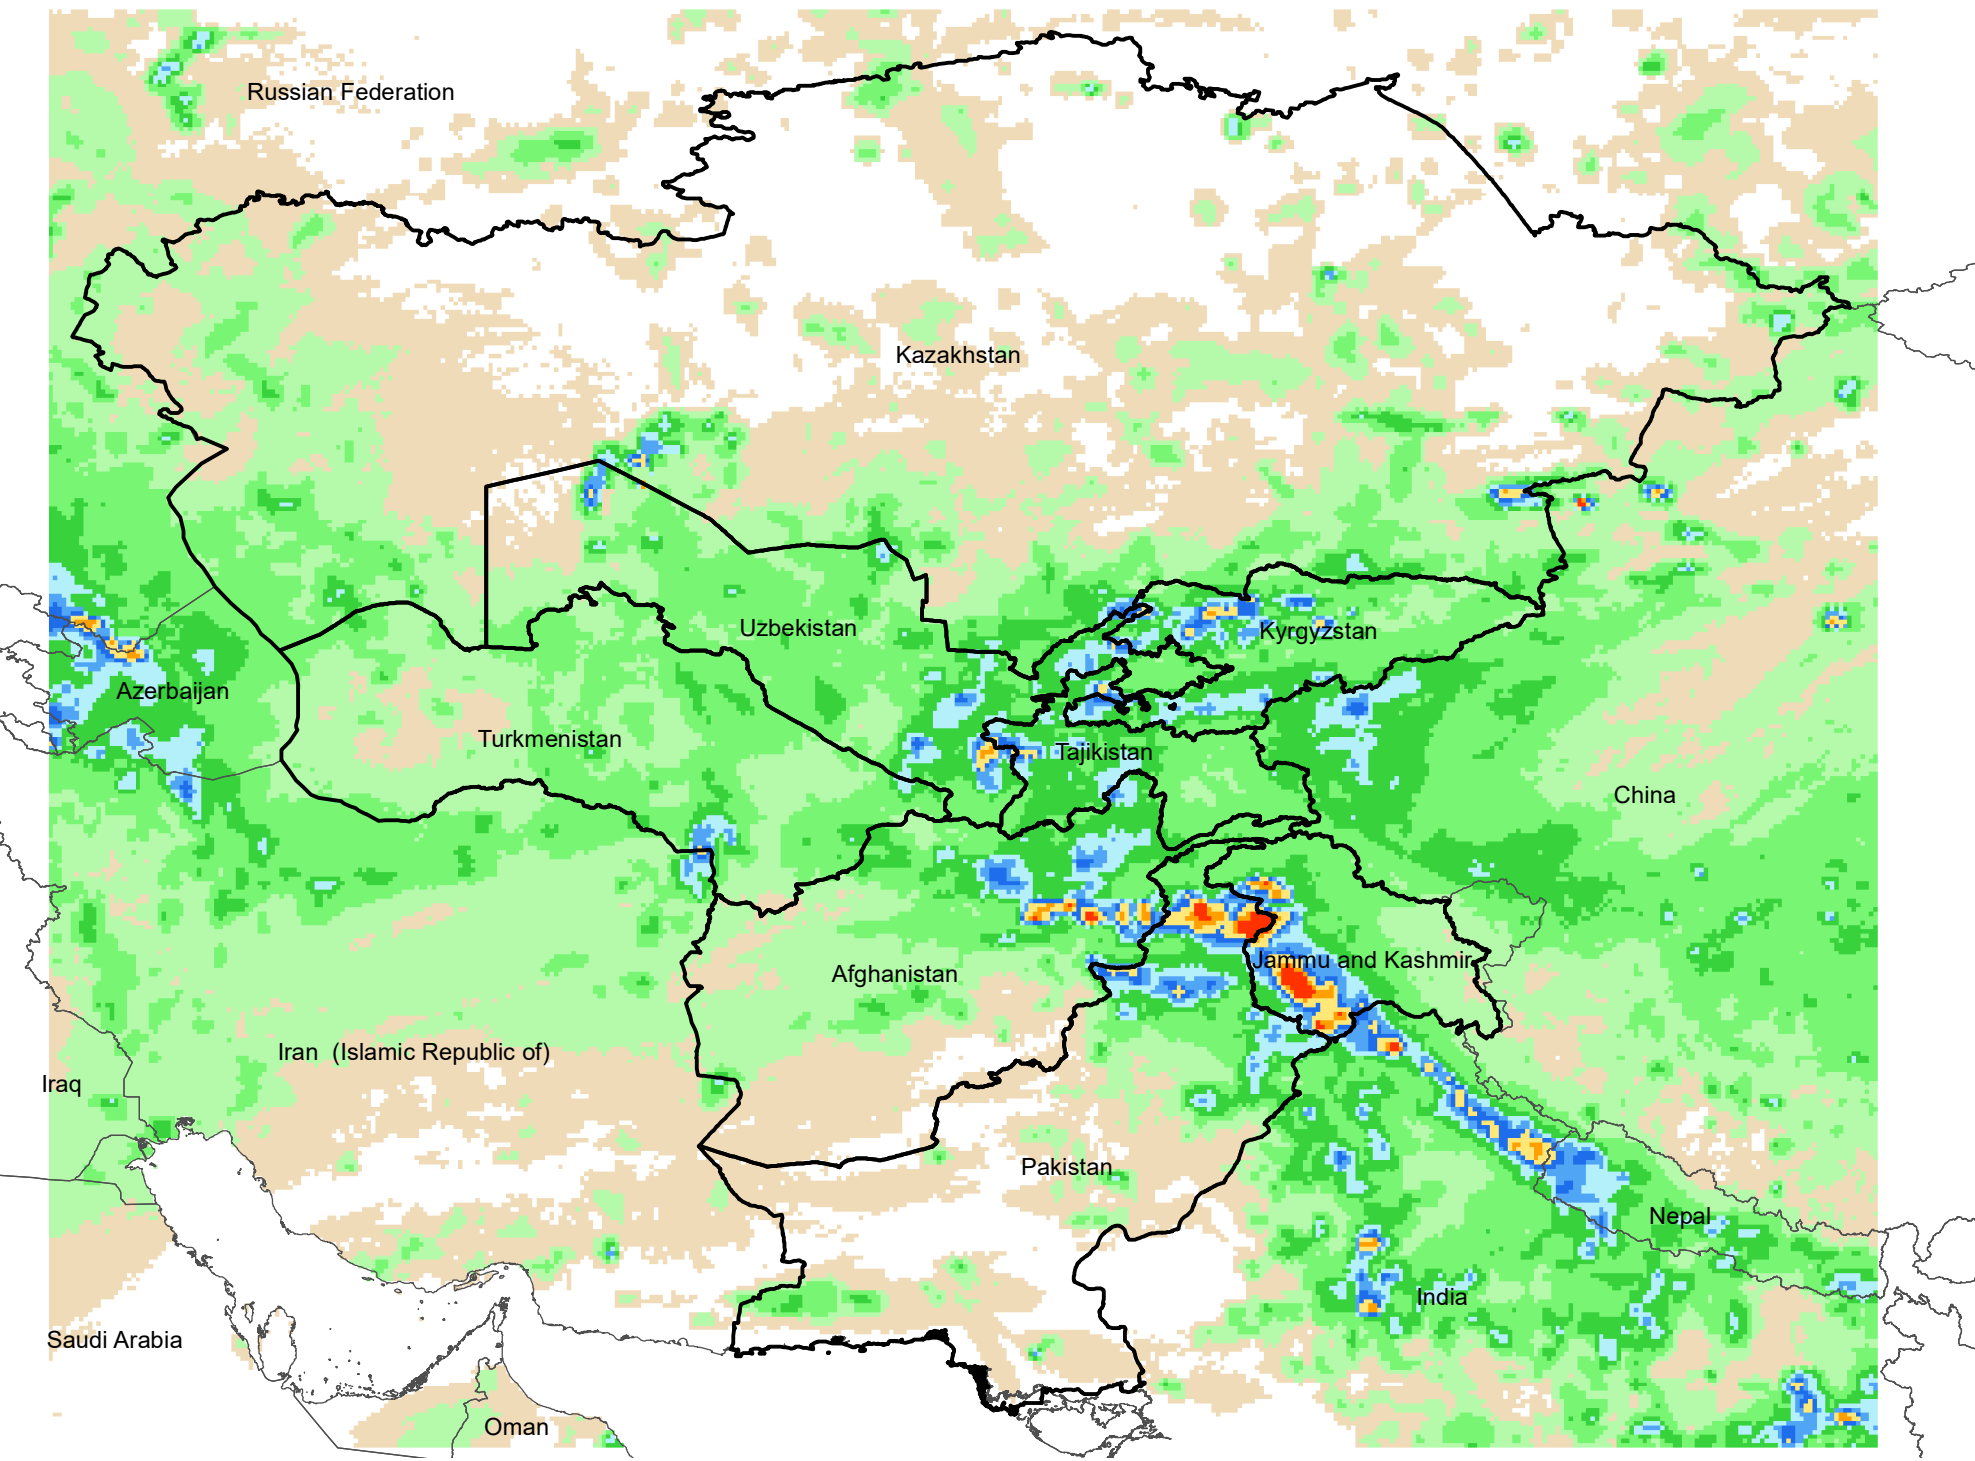 Russian Federation
Kazakhstan
Uzbekistan
Kyrgyzstan
Azerbaijan
Turkmenistan
Tajikistan
China
Afghanistan
Jammu and Kashmir
Iran  (Islamic Republic of)
Iraq
Pakistan
Nepal
India
Saudi Arabia
Oman